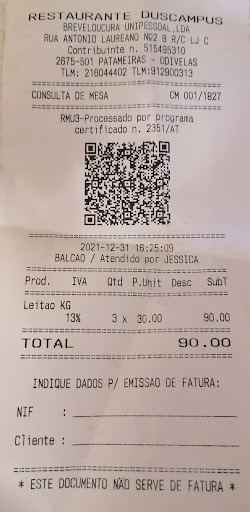 RESTAURANTE DUSCAMPUS
BREVELOUCURA UNIPESSOAL,LDA
RUA ANTONIO LAUREANO Nº2 B R/C LJ C
Contribuinte n. 515495310
2675-501 PATAMEIRAS - ODIVELAS
TLM: 216044402 TLM:912900313
CONSULTA DE MESA CM 001/1827
RMU3-Processado por programa
certificado n. 2351/AT
2021-12-31 16:25:09
BALCAO / Atendido por JESSICA
Prod. IVA Qtd P.Unit Desc SubT
Leitao KG
13% 3 x 30.00 90.00
TOTAL 90.00
INDIQUE DADOS P/ EMISSAO DE FATURA:
NIF :
Cliente :
* ESTE DOCUMENTO NÃO SERVE DE FATURA *